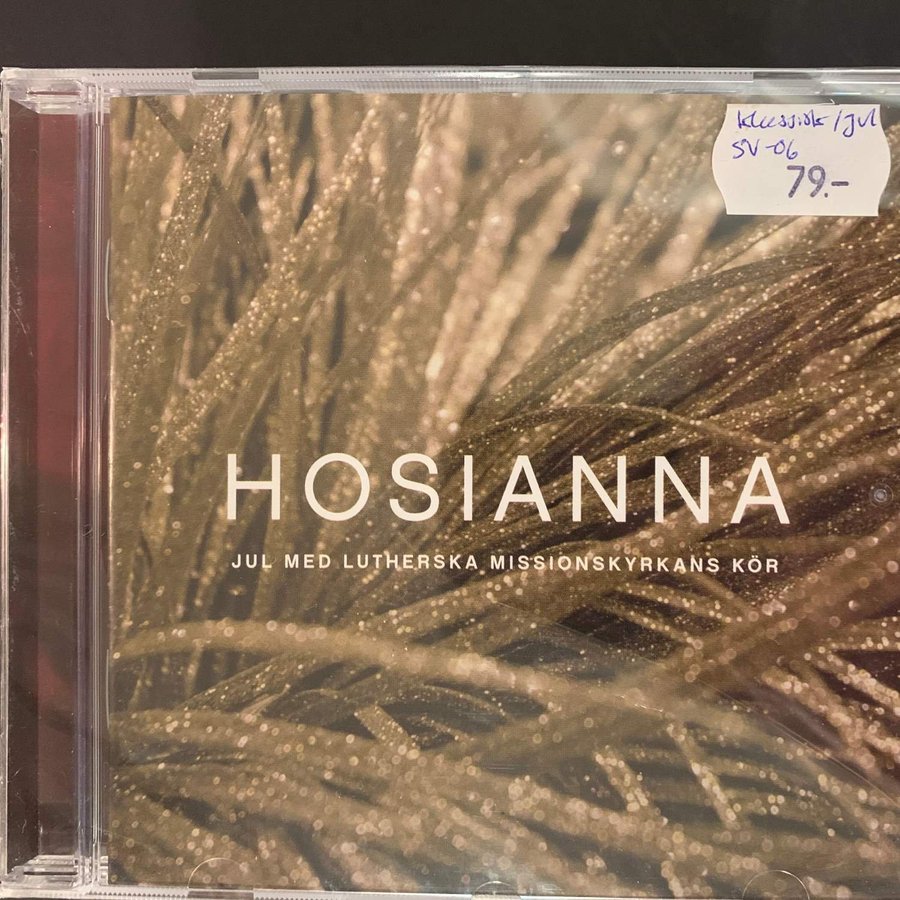 klassisk/jul
SV-06
79.-
HOSIANNA
JUL MED LUTHERSKA MISSIONSKYRKANS KÖR